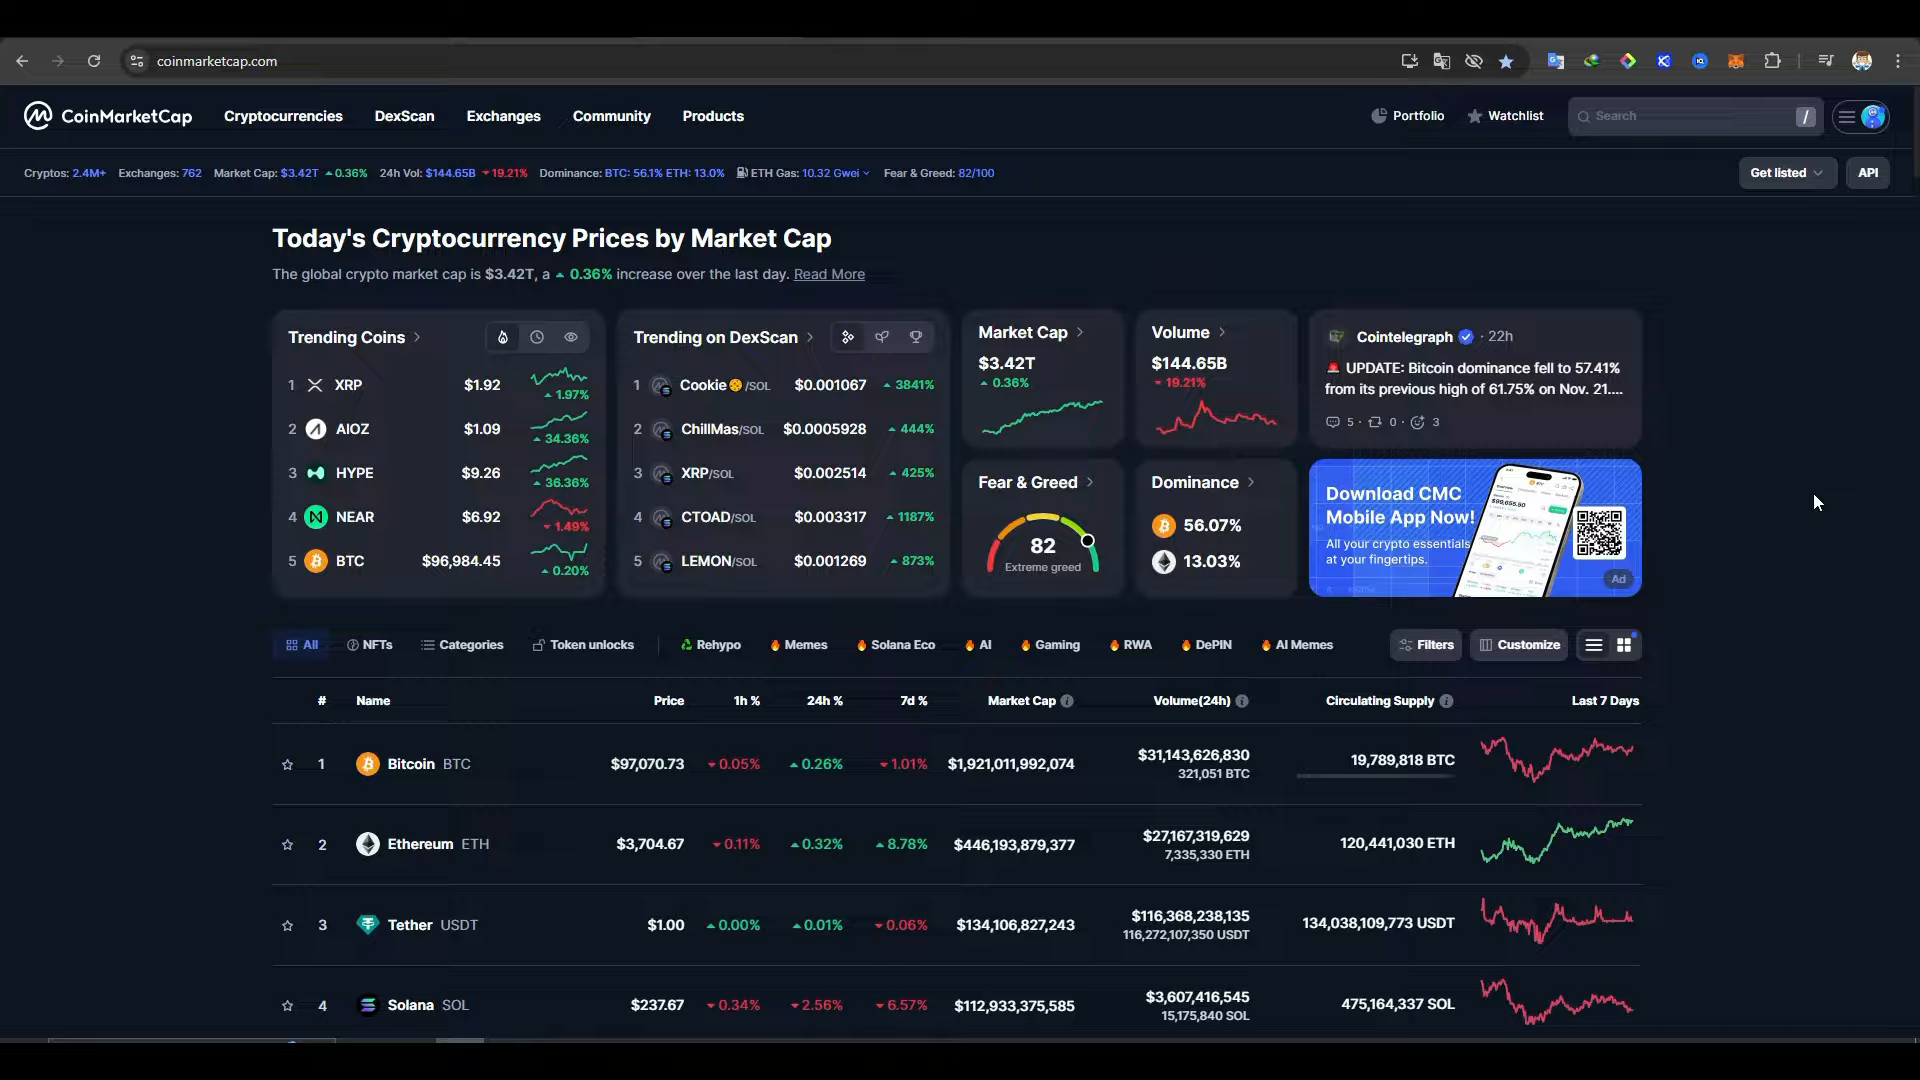 coinmarketcap.com
CoinMarketCap Cryptocurrencies DexScan Exchanges Community Products Portfolio Watchlist Search /
Cryptos: 2.4M+ Exchanges: 762 Market Cap: $3.42T 0.36% 24h Vol: $144.65B 19.21% Dominance: BTC: 56.1% ETH: 13.0% ETH Gas: 10.32 Gwei Fear & Greed: 82/100 Get listed API
Today's Cryptocurrency Prices by Market Cap
The global crypto market cap is $3.42T, a 0.36% increase over the last day. Read More
Trending Coins
1 XRP $1.92 1.97%
2 AIOZ $1.09 34.36%
3 HYPE $9.26 36.36%
4 NEAR $6.92 1.49%
5 BTC $96,984.45 0.20%
Trending on DexScan
1 Cookie /SOL $0.001067 3841%
2 ChillMas/SOL $0.0005928 444%
3 XRP/SOL $0.002514 425%
4 CTOAD/SOL $0.003317 1187%
5 LEMON/SOL $0.001269 873%
Market Cap
$3.42T
0.36%
Volume
$144.65B
19.21%
Fear & Greed
82
Extreme greed
Dominance
56.07%
13.03%
Cointelegraph · 22h
🚨 UPDATE: Bitcoin dominance fell to 57.41%
from its previous high of 61.75% on Nov. 21....
5 · 0 · 3
Download CMC
Mobile App Now!
All your crypto essentials
at your fingertips.
Ad
All NFTs Categories Token unlocks Rehypo Memes Solana Eco AI Gaming RWA DePIN AI Memes Filters Customize
# Name Price 1h % 24h % 7d % Market Cap Volume(24h) Circulating Supply Last 7 Days
1 Bitcoin BTC $97,070.73 0.05% 0.26% 1.01% $1,921,011,992,074 $31,143,626,830 19,789,818 BTC
321,051 BTC
2 Ethereum ETH $3,704.67 0.11% 0.32% 8.78% $446,193,879,377 $27,167,319,629 120,441,030 ETH
7,335,330 ETH
3 Tether USDT $1.00 0.00% 0.01% 0.06% $134,106,827,243 $116,368,238,135 134,038,109,773 USDT
116,272,107,350 USDT
4 Solana SOL $237.67 0.34% 2.56% 6.57% $112,933,375,585 $3,607,416,545 475,164,337 SOL
15,175,840 SOL